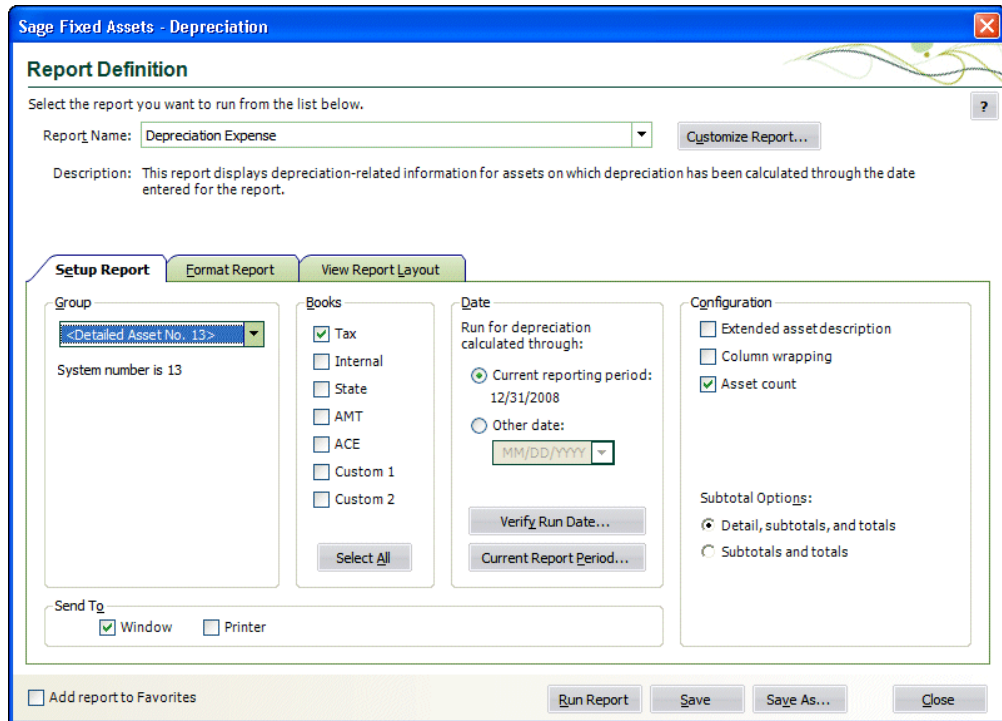 Sage Fixed Assets - Depreciation
Report Definition
Select the report you want to run from the list below.
?
Report Name: Depreciation Expense
Customize Report...
Description: This report displays depreciation-related information for assets on which depreciation has been calculated through the date
entered for the report.
Setup Report
Format Report
View Report Layout
Group
<Detailed Asset No. 13>
System number is 13
Books
Tax
Internal
State
AMT
ACE
Custom 1
Custom 2
Select All
Date
Run for depreciation
calculated through:
Current reporting period:
12/31/2008
Other date:
MM/DD/YYYY
Verify Run Date...
Current Report Period...
Configuration
Extended asset description
Column wrapping
Asset count
Subtotal Options:
Detail, subtotals, and totals
Subtotals and totals
Send To
Window
Printer
Add report to Favorites
Run Report
Save
Save As...
Close